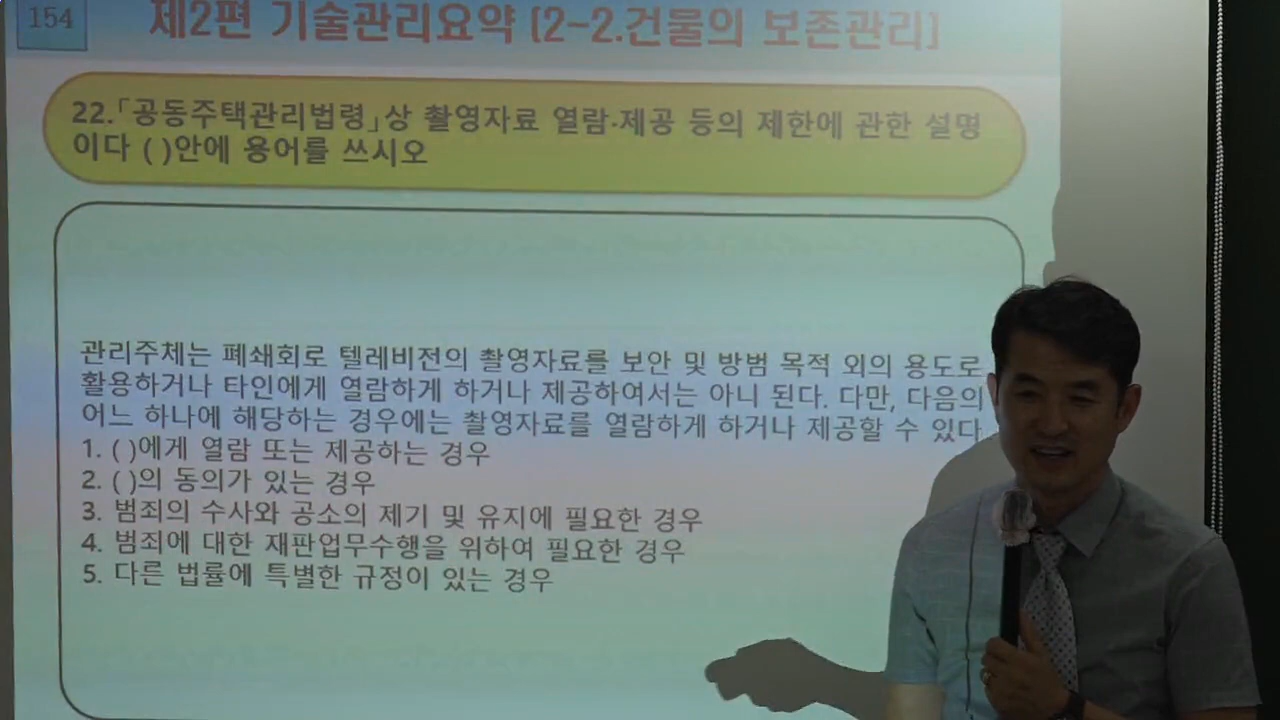 154
제2편 기술관리요약 [2-2.건물의 보존관리]
22.「공동주택관리법령」상 촬영자료 열람·제공 등의 제한에 관한 설명
이다 ( )안에 용어를 쓰시오
관리주체는 폐쇄회로 텔레비전의 촬영자료를 보안 및 방범 목적 외의 용도로
활용하거나 타인에게 열람하게 하거나 제공하여서는 아니 된다. 다만, 다음의
어느 하나에 해당하는 경우에는 촬영자료를 열람하게 하거나 제공할 수 있다.
1. ( )에게 열람 또는 제공하는 경우
2. ( )의 동의가 있는 경우
3. 범죄의 수사와 공소의 제기 및 유지에 필요한 경우
4. 범죄에 대한 재판업무수행을 위하여 필요한 경우
5. 다른 법률에 특별한 규정이 있는 경우